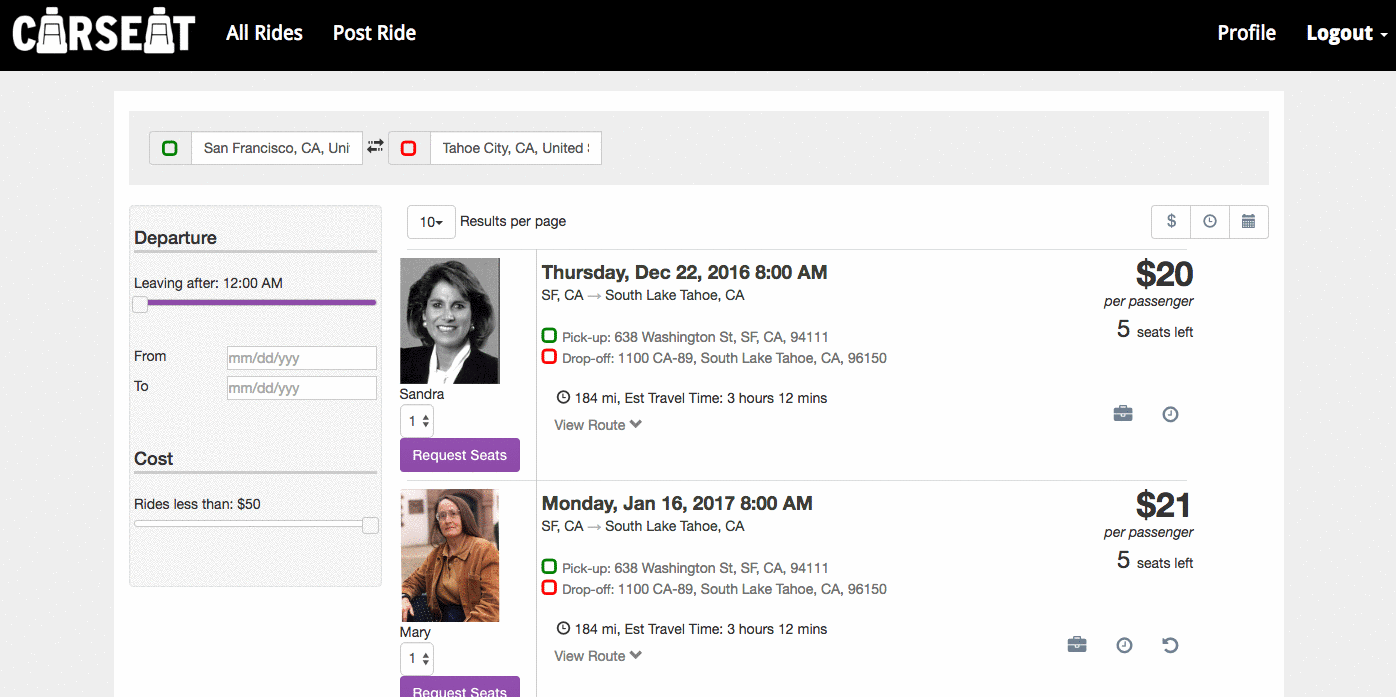 CARSEAT All Rides Post Ride Profile Logout
San Francisco, CA, Uni Tahoe City, CA, United
10 Results per page $
Departure
Leaving after: 12:00 AM
From mm/dd/yyy
To mm/dd/yyy
Cost
Rides less than: $50
Thursday, Dec 22, 2016 8:00 AM
SF, CA → South Lake Tahoe, CA
Pick-up: 638 Washington St, SF, CA, 94111
Drop-off: 1100 CA-89, South Lake Tahoe, CA, 96150
184 mi, Est Travel Time: 3 hours 12 mins
View Route
$20
per passenger
5 seats left
Sandra
1
Request Seats
Monday, Jan 16, 2017 8:00 AM
SF, CA → South Lake Tahoe, CA
Pick-up: 638 Washington St, SF, CA, 94111
Drop-off: 1100 CA-89, South Lake Tahoe, CA, 96150
184 mi, Est Travel Time: 3 hours 12 mins
View Route
$21
per passenger
5 seats left
Mary
1
Request Seats